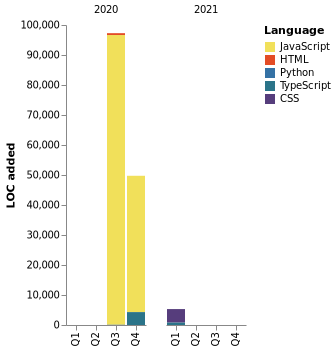 2020 2021
Language
JavaScript
HTML
Python
TypeScript
CSS
LOC added
100,000
90,000
80,000
70,000
60,000
50,000
40,000
30,000
20,000
10,000
0
Q1 Q2 Q3 Q4 Q1 Q2 Q3 Q4